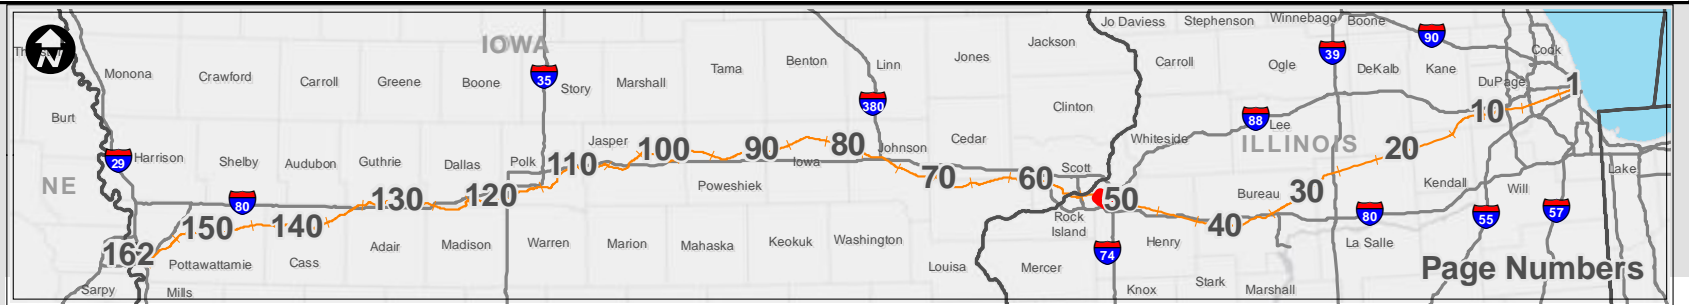 N
IOWA
Jo Daviess
Stephenson
Winnebago
Boone
Monona
Crawford
Carroll
Greene
Boone
35
Story
Marshall
Tama
Benton
Linn
Jones
Jackson
Carroll
Ogle
39
DeKalb
Kane
90
Cook
DuPage
1
Burt
380
Clinton
Whiteside
88
Lee
ILLINOIS
10
20
29
Harrison
Shelby
Audubon
Guthrie
Dallas
Polk
110
Jasper
100
90
80
Iowa
Johnson
Cedar
Scott
NE
80
130
120
Poweshiek
70
60
50
Rock
Island
Bureau
30
Kendall
Will
Lake
162
150
140
Adair
Madison
Warren
Marion
Mahaska
Keokuk
Washington
40
Henry
74
La Salle
80
55
57
Pottawattamie
Cass
Louisa
Mercer
Stark
Knox
Marshall
Sarpy
Mills
Page Numbers